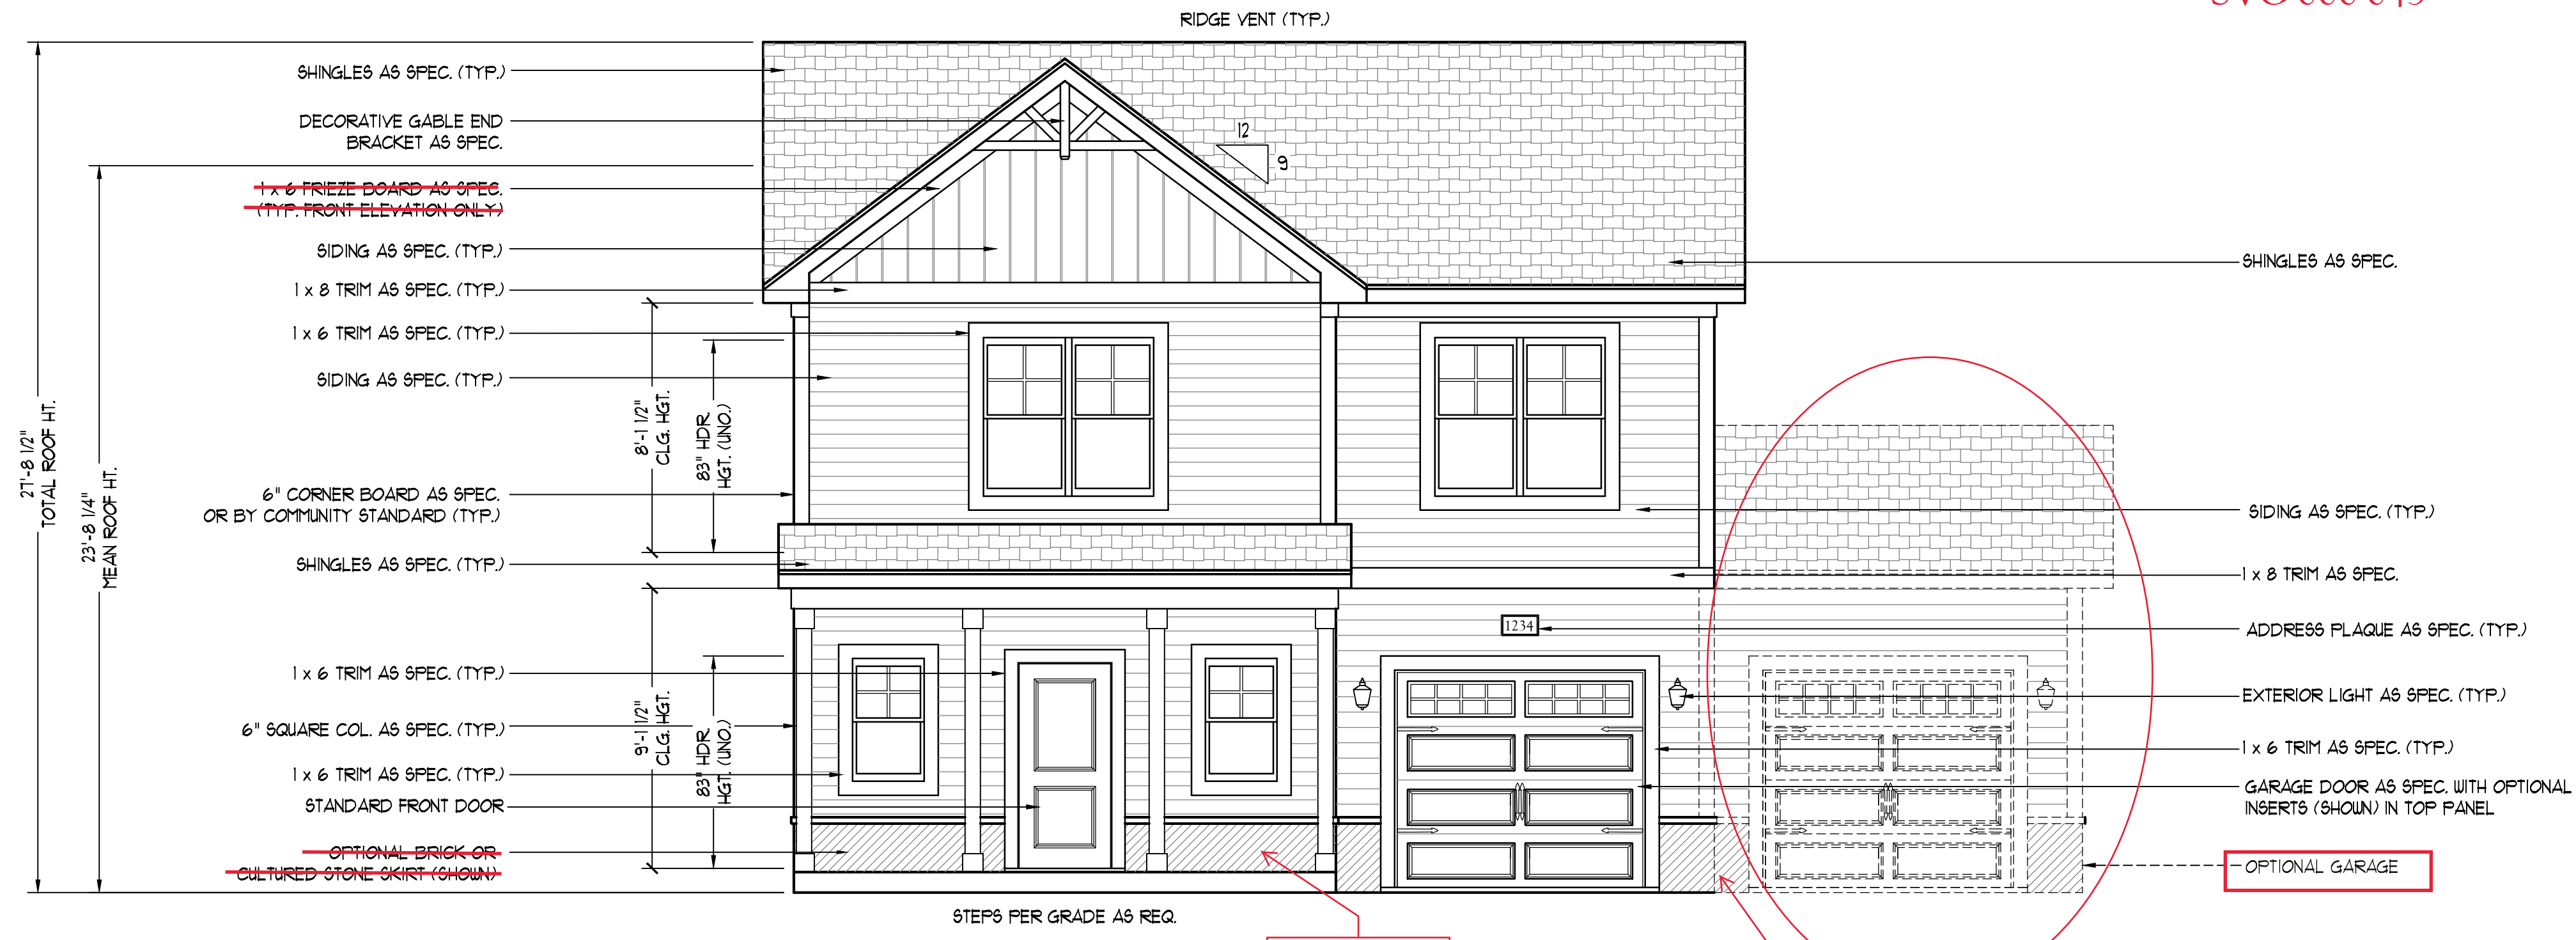 RIDGE VENT (TYP.)
SHINGLES AS SPEC. (TYP.)
DECORATIVE GABLE END
BRACKET AS SPEC.
1 x 6 FRIEZE BOARD AS SPEC.
(TYP. FRONT ELEVATION ONLY)
SIDING AS SPEC. (TYP.)
1 x 8 TRIM AS SPEC. (TYP.)
1 x 6 TRIM AS SPEC. (TYP.)
SIDING AS SPEC. (TYP.)
6" CORNER BOARD AS SPEC.
OR BY COMMUNITY STANDARD (TYP.)
SHINGLES AS SPEC. (TYP.)
1 x 6 TRIM AS SPEC. (TYP.)
6" SQUARE COL. AS SPEC. (TYP.)
1 x 6 TRIM AS SPEC. (TYP.)
STANDARD FRONT DOOR
OPTIONAL BRICK OR
CULTURED STONE SKIRT (SHOWN)
27'-8 1/2"
TOTAL ROOF HT.
23'-8 1/4"
MEAN ROOF HT.
8'-1 1/2"
CLG. HGT.
83" HDR.
HGT. (UNO.)
9'-1 1/2"
CLG. HGT.
83" HDR.
HGT. (UNO.)
12
9
1234
STEPS PER GRADE AS REQ.
SHINGLES AS SPEC.
SIDING AS SPEC. (TYP.)
1 x 8 TRIM AS SPEC.
ADDRESS PLAQUE AS SPEC. (TYP.)
EXTERIOR LIGHT AS SPEC. (TYP.)
1 x 6 TRIM AS SPEC. (TYP.)
GARAGE DOOR AS SPEC. WITH OPTIONAL
INSERTS (SHOWN) IN TOP PANEL
OPTIONAL GARAGE